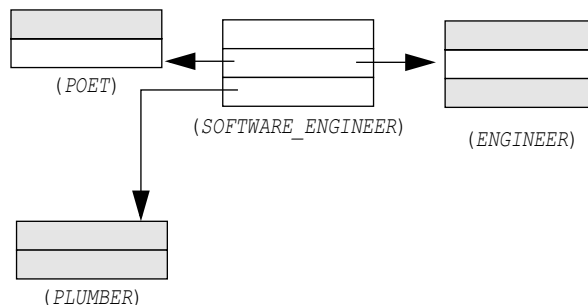 (POET)
(SOFTWARE_ENGINEER)
(ENGINEER)
(PLUMBER)